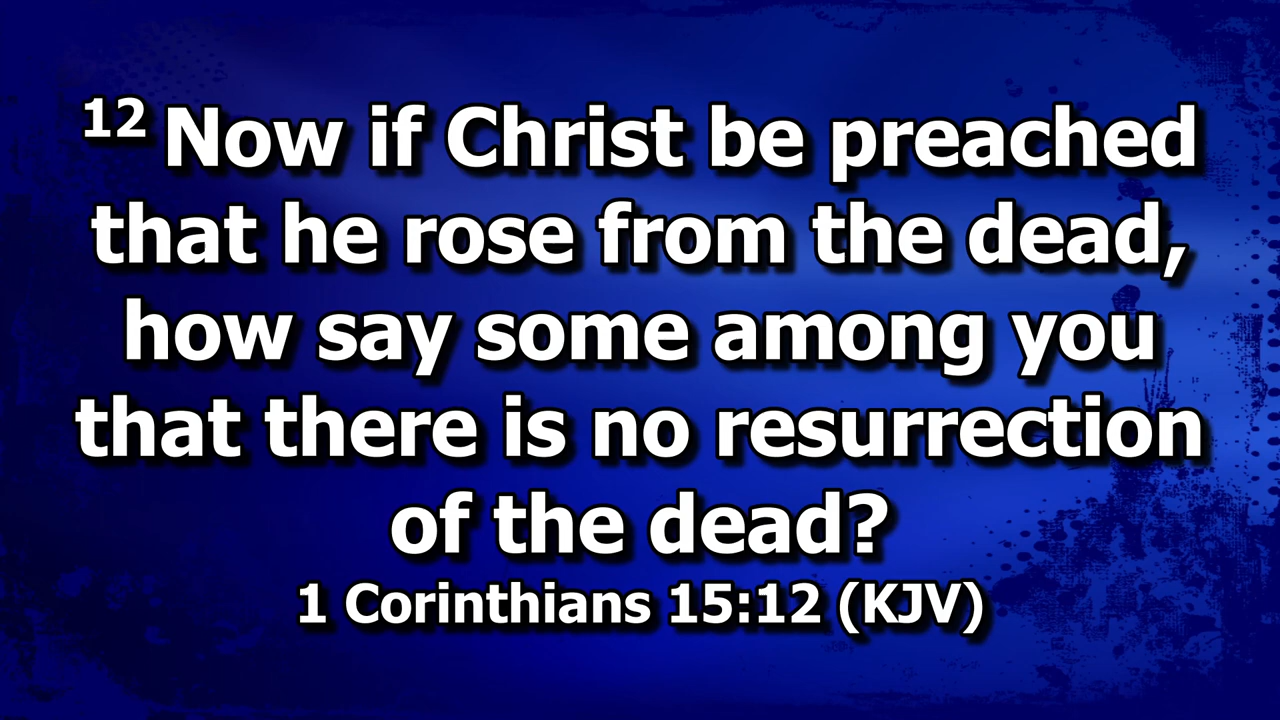 12 Now if Christ be preached
that he rose from the dead,
how say some among you
that there is no resurrection
of the dead?
1 Corinthians 15:12 (KJV)